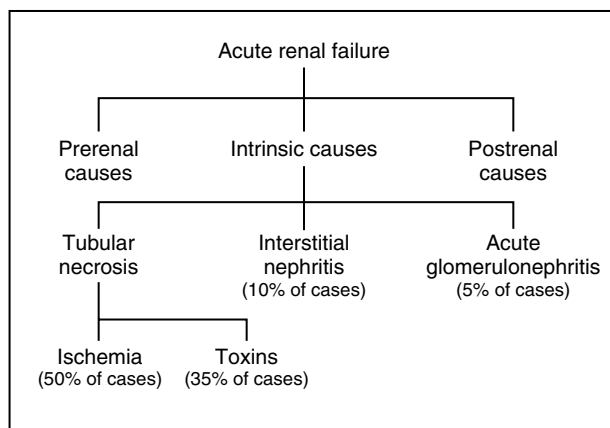 Acute renal failure
Prerenal causes
Intrinsic causes
Postrenal causes
Tubular necrosis
Interstitial nephritis
(10% of cases)
Acute glomerulonephritis
(5% of cases)
Ischemia
(50% of cases)
Toxins
(35% of cases)